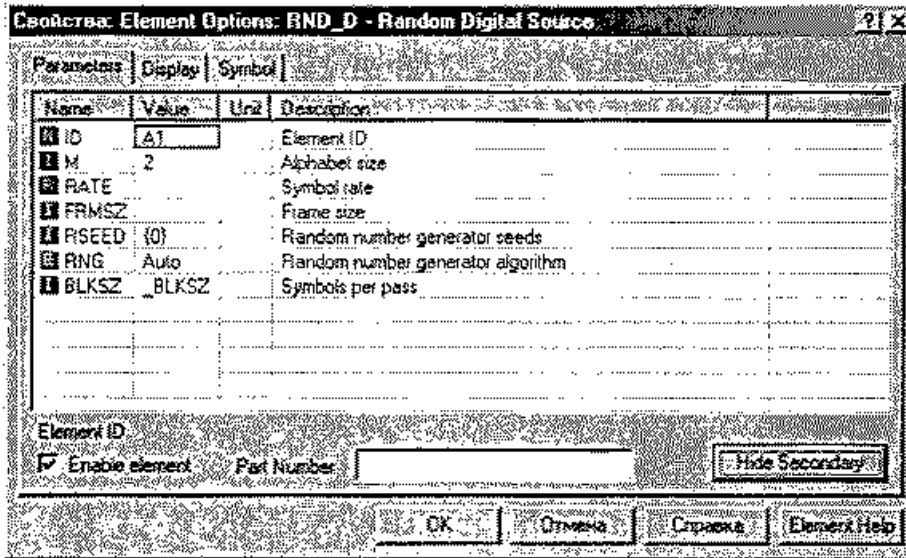 Свойства: Element Options: RND_D - Random Digital Source
Parameters Display Symbol
Name Value Unit Description
ID A1 Element ID
M 2 Alphabet size
RATE Symbol rate
FRMSZ Frame size
RSEED {0} Random number generator seeds
RNG Auto Random number generator algorithm
BLKSZ _BLKSZ Symbols per pass
Element ID
Enable element Part Number Hide Secondary
OK Отмена Справка Element Help